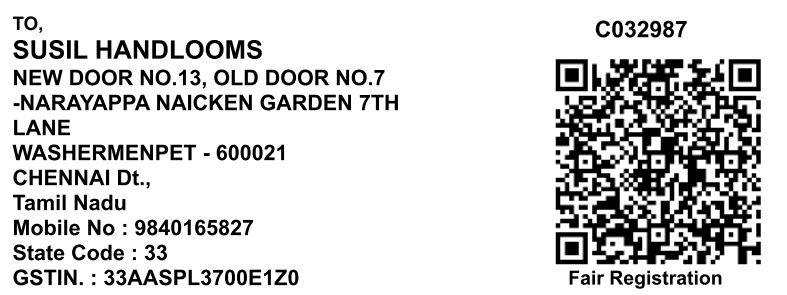 TO,
SUSIL HANDLOOMS
NEW DOOR NO.13, OLD DOOR NO.7
-NARAYAPPA NAICKEN GARDEN 7TH
LANE
WASHERMENPET - 600021
CHENNAI Dt.,
Tamil Nadu
Mobile No : 9840165827
State Code : 33
GSTIN. : 33AASPL3700E1Z0
C032987
Fair Registration